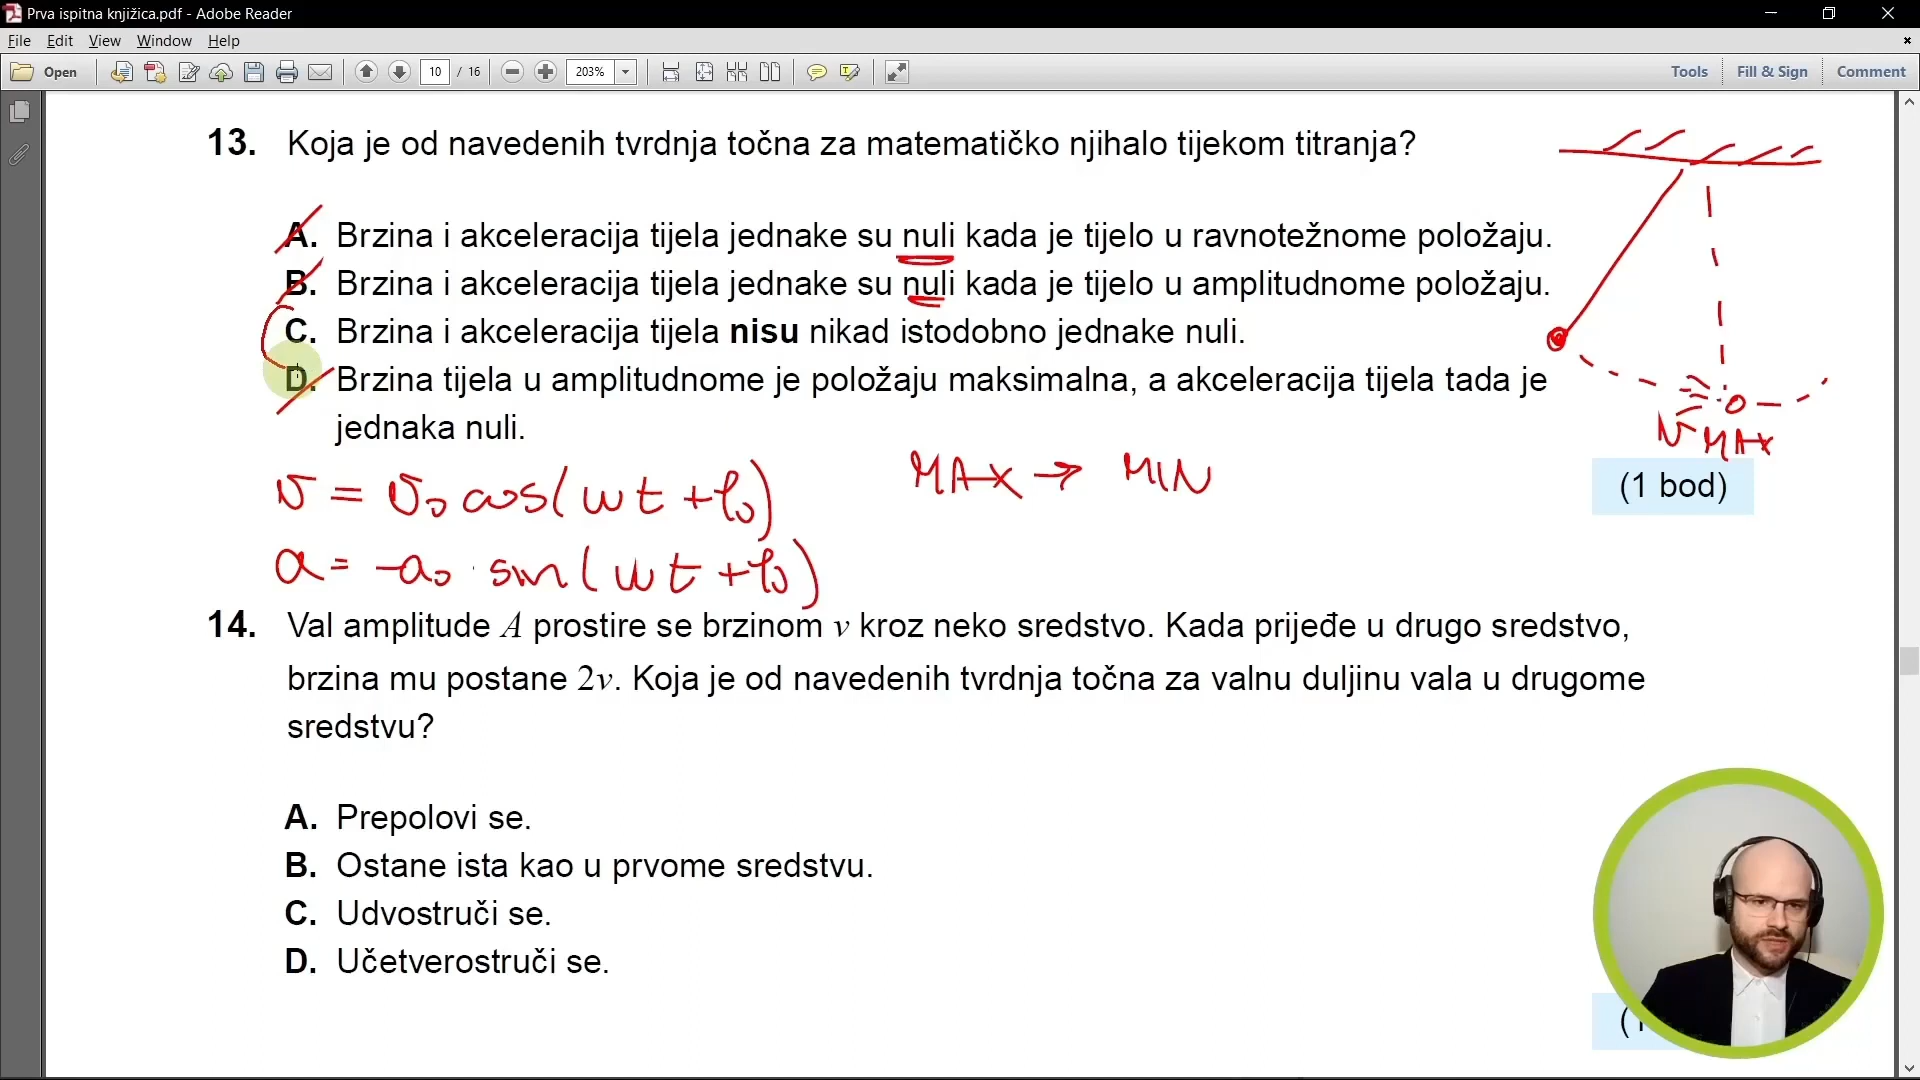 Prva ispitna knjižica.pdf - Adobe Reader
File Edit View Window Help
Open 10 / 16 203% Tools Fill & Sign Comment
13. Koja je od navedenih tvrdnja točna za matematičko njihalo tijekom titranja?
A. Brzina i akceleracija tijela jednake su nuli kada je tijelo u ravnotežnome položaju.
B. Brzina i akceleracija tijela jednake su nuli kada je tijelo u amplitudnome položaju.
C. Brzina i akceleracija tijela nisu nikad istodobno jednake nuli.
D. Brzina tijela u amplitudnome je položaju maksimalna, a akceleracija tijela tada je
jednaka nuli.
v MAX
(1 bod)
MAX → MIN
v = v₀ cos(ωt + φ₀)
a = -a₀ · sin(ωt + φ₀)
14. Val amplitude A prostire se brzinom v kroz neko sredstvo. Kada prijeđe u drugo sredstvo,
brzina mu postane 2v. Koja je od navedenih tvrdnja točna za valnu duljinu vala u drugome
sredstvu?
A. Prepolovi se.
B. Ostane ista kao u prvome sredstvu.
C. Udvostruči se.
D. Učetverostruči se.